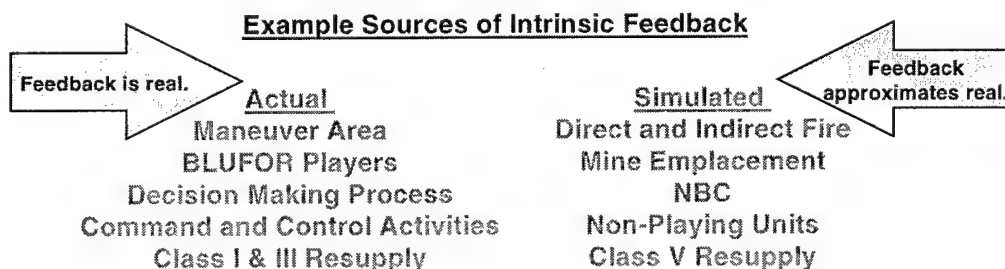 Example Sources of Intrinsic Feedback
Feedback is real.
Feedback
approximates real.
Actual
Maneuver Area
BLUFOR Players
Decision Making Process
Command and Control Activities
Class I & III Resupply
Simulated
Direct and Indirect Fire
Mine Emplacement
NBC
Non-Playing Units
Class V Resupply